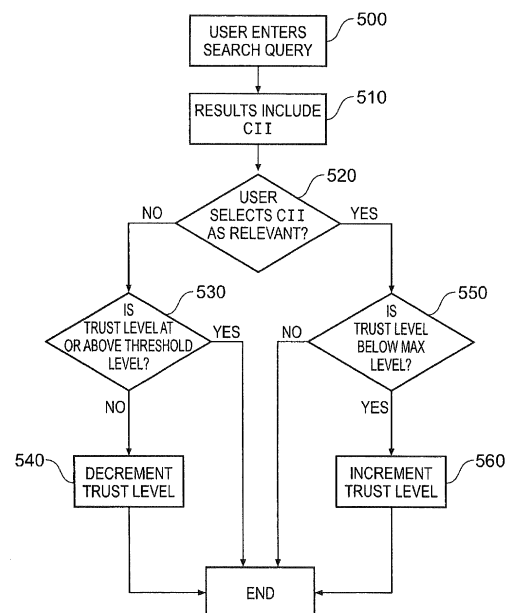 500
USER ENTERS
SEARCH QUERY
510
RESULTS INCLUDE
CII
520
USER
SELECTS CII
AS RELEVANT?
NO
YES
530
IS
TRUST LEVEL AT
OR ABOVE THRESHOLD
LEVEL?
YES
NO
550
IS
TRUST LEVEL
BELOW MAX
LEVEL?
NO
YES
540
DECREMENT
TRUST LEVEL
INCREMENT
TRUST LEVEL
560
END